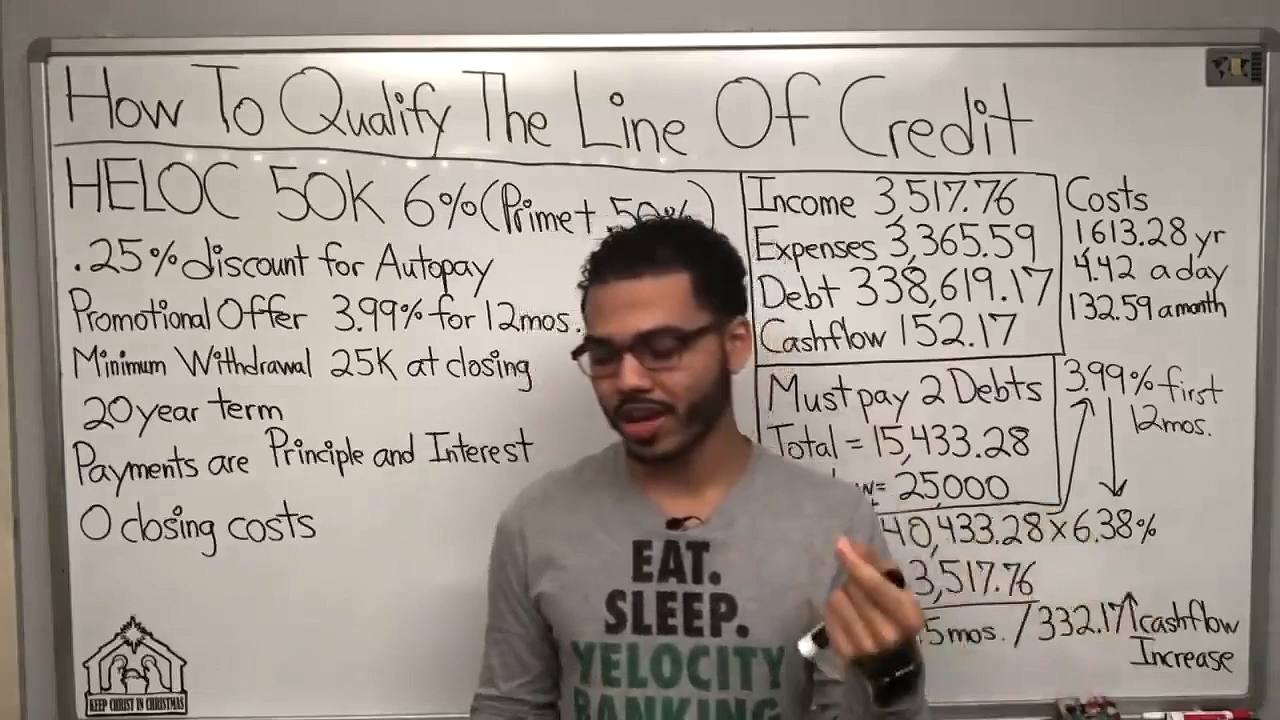 How To Qualify The Line Of Credit
HELOC 50K 6% (Prime + .50%)
.25% discount for Autopay
Promotional Offer 3.99% for 12mos.
Minimum Withdrawal 25K at closing
20 year term
Payments are Principle and Interest
0 closing costs
KEEP CHRIST IN CHRISTMAS
Income 3,517.76
Expenses 3,365.59
Debt 338,619.17
Cashflow 152.17
Costs
1613.28 yr
4.42 a day
132.59 a month
Must pay 2 Debts
Total = 15,433.28
= 25000
3.99% first
12mos.
40,433.28 x 6.38%
3,517.76
5mos. / 332.17↑ cashflow
Increase
EAT.
SLEEP.
VELOCITY
BANKING